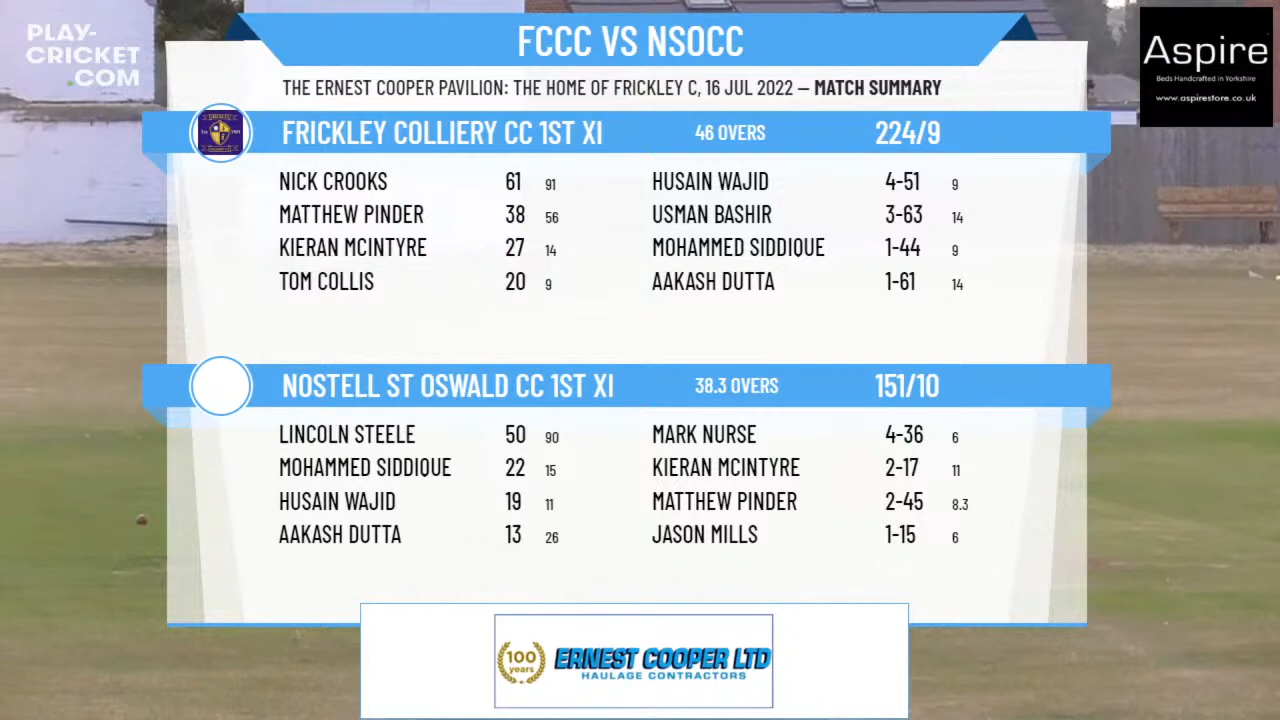 PLAY-
CRICKET
.COM
FCCC VS NSOCC
Aspire
Beds Handcrafted in Yorkshire
www.aspirestore.co.uk
THE ERNEST COOPER PAVILION: THE HOME OF FRICKLEY C, 16 JUL 2022 – MATCH SUMMARY
FRICKLEY COLLIERY CC 1ST XI 46 OVERS 224/9
NICK CROOKS 61 91 HUSAIN WAJID 4-51 9
MATTHEW PINDER 38 56 USMAN BASHIR 3-63 14
KIERAN MCINTYRE 27 14 MOHAMMED SIDDIQUE 1-44 9
TOM COLLIS 20 9 AAKASH DUTTA 1-61 14
NOSTELL ST OSWALD CC 1ST XI 38.3 OVERS 151/10
LINCOLN STEELE 50 90 MARK NURSE 4-36 6
MOHAMMED SIDDIQUE 22 15 KIERAN MCINTYRE 2-17 11
HUSAIN WAJID 19 11 MATTHEW PINDER 2-45 8.3
AAKASH DUTTA 13 26 JASON MILLS 1-15 6
100 years
ERNEST COOPER LTD
HAULAGE CONTRACTORS